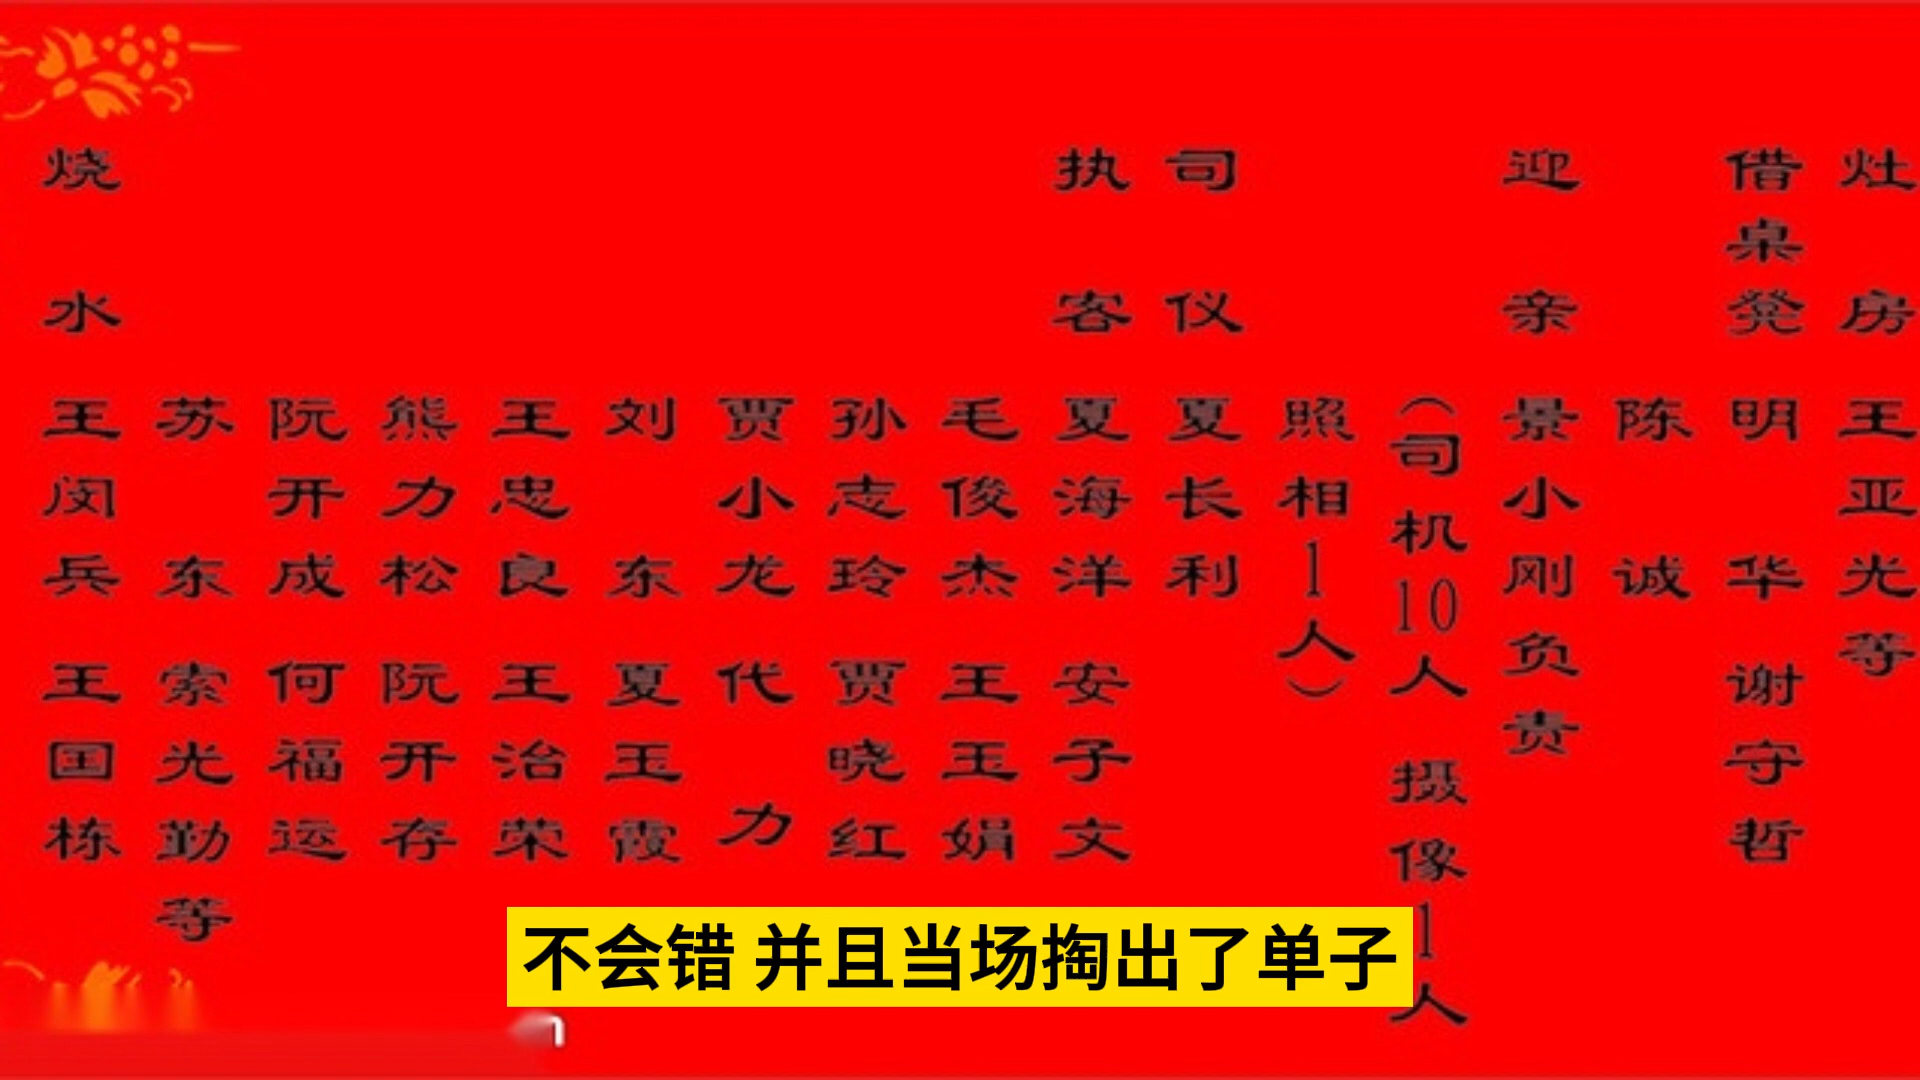 灶房 王亚光等
借桌凳 明华 谢守哲
陈诚
迎亲 景小刚负责
（司机10人 摄像1人
照相1人）
司仪 夏长利
执客 夏海洋 安子文
毛俊杰 王玉娟
孙志玲 贾晓红
贾小龙 代力
刘东 夏玉霞
王忠良 王治荣
熊力松 阮开存
阮开成 何福运
苏东 索光勤等
烧水 王闵兵 王国栋
不会错 并且当场掏出了单子